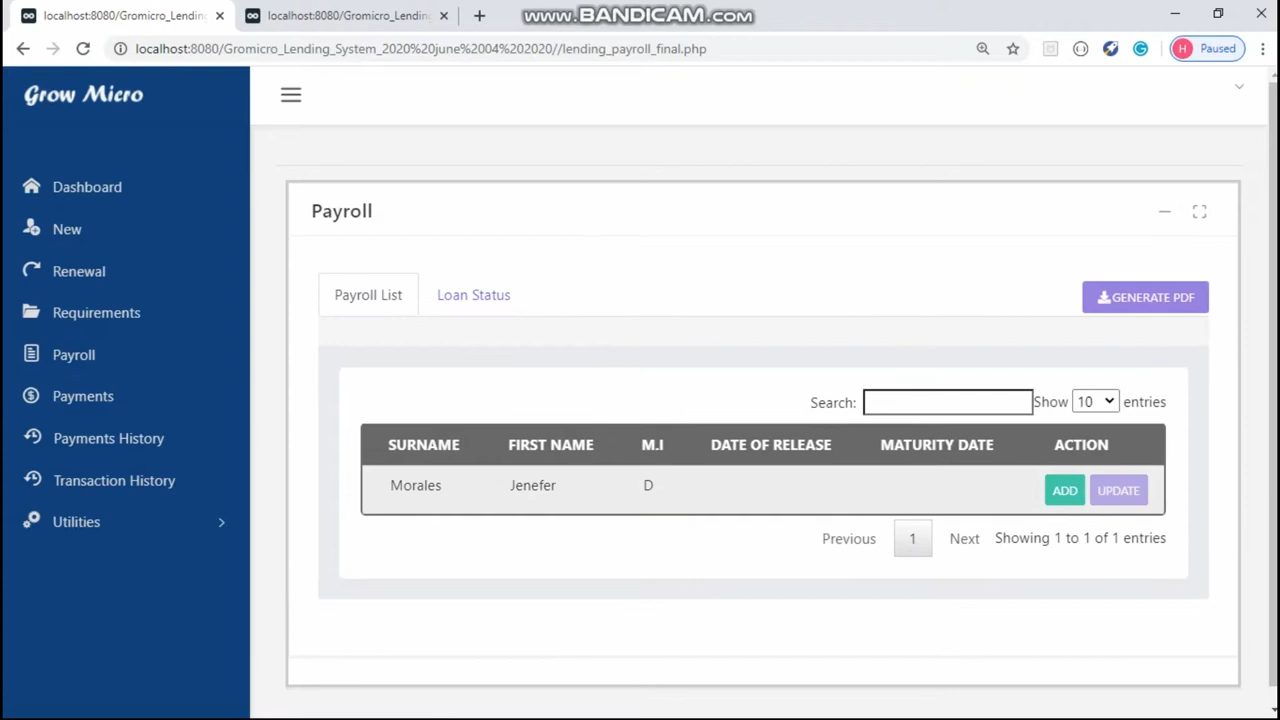 localhost:8080/Gromicro_Lending
localhost:8080/Gromicro_Lending
www.BANDICAM.com
localhost:8080/Gromicro_Lending_System_2020%20june%2004%202020//lending_payroll_final.php
H Paused
Grow Micro
Dashboard
New
Renewal
Requirements
Payroll
Payments
Payments History
Transaction History
Utilities
Payroll
Payroll List
Loan Status
GENERATE PDF
Search:
Show 10 entries
SURNAME FIRST NAME M.I DATE OF RELEASE MATURITY DATE ACTION
Morales Jenefer D ADD UPDATE
Previous 1 Next Showing 1 to 1 of 1 entries